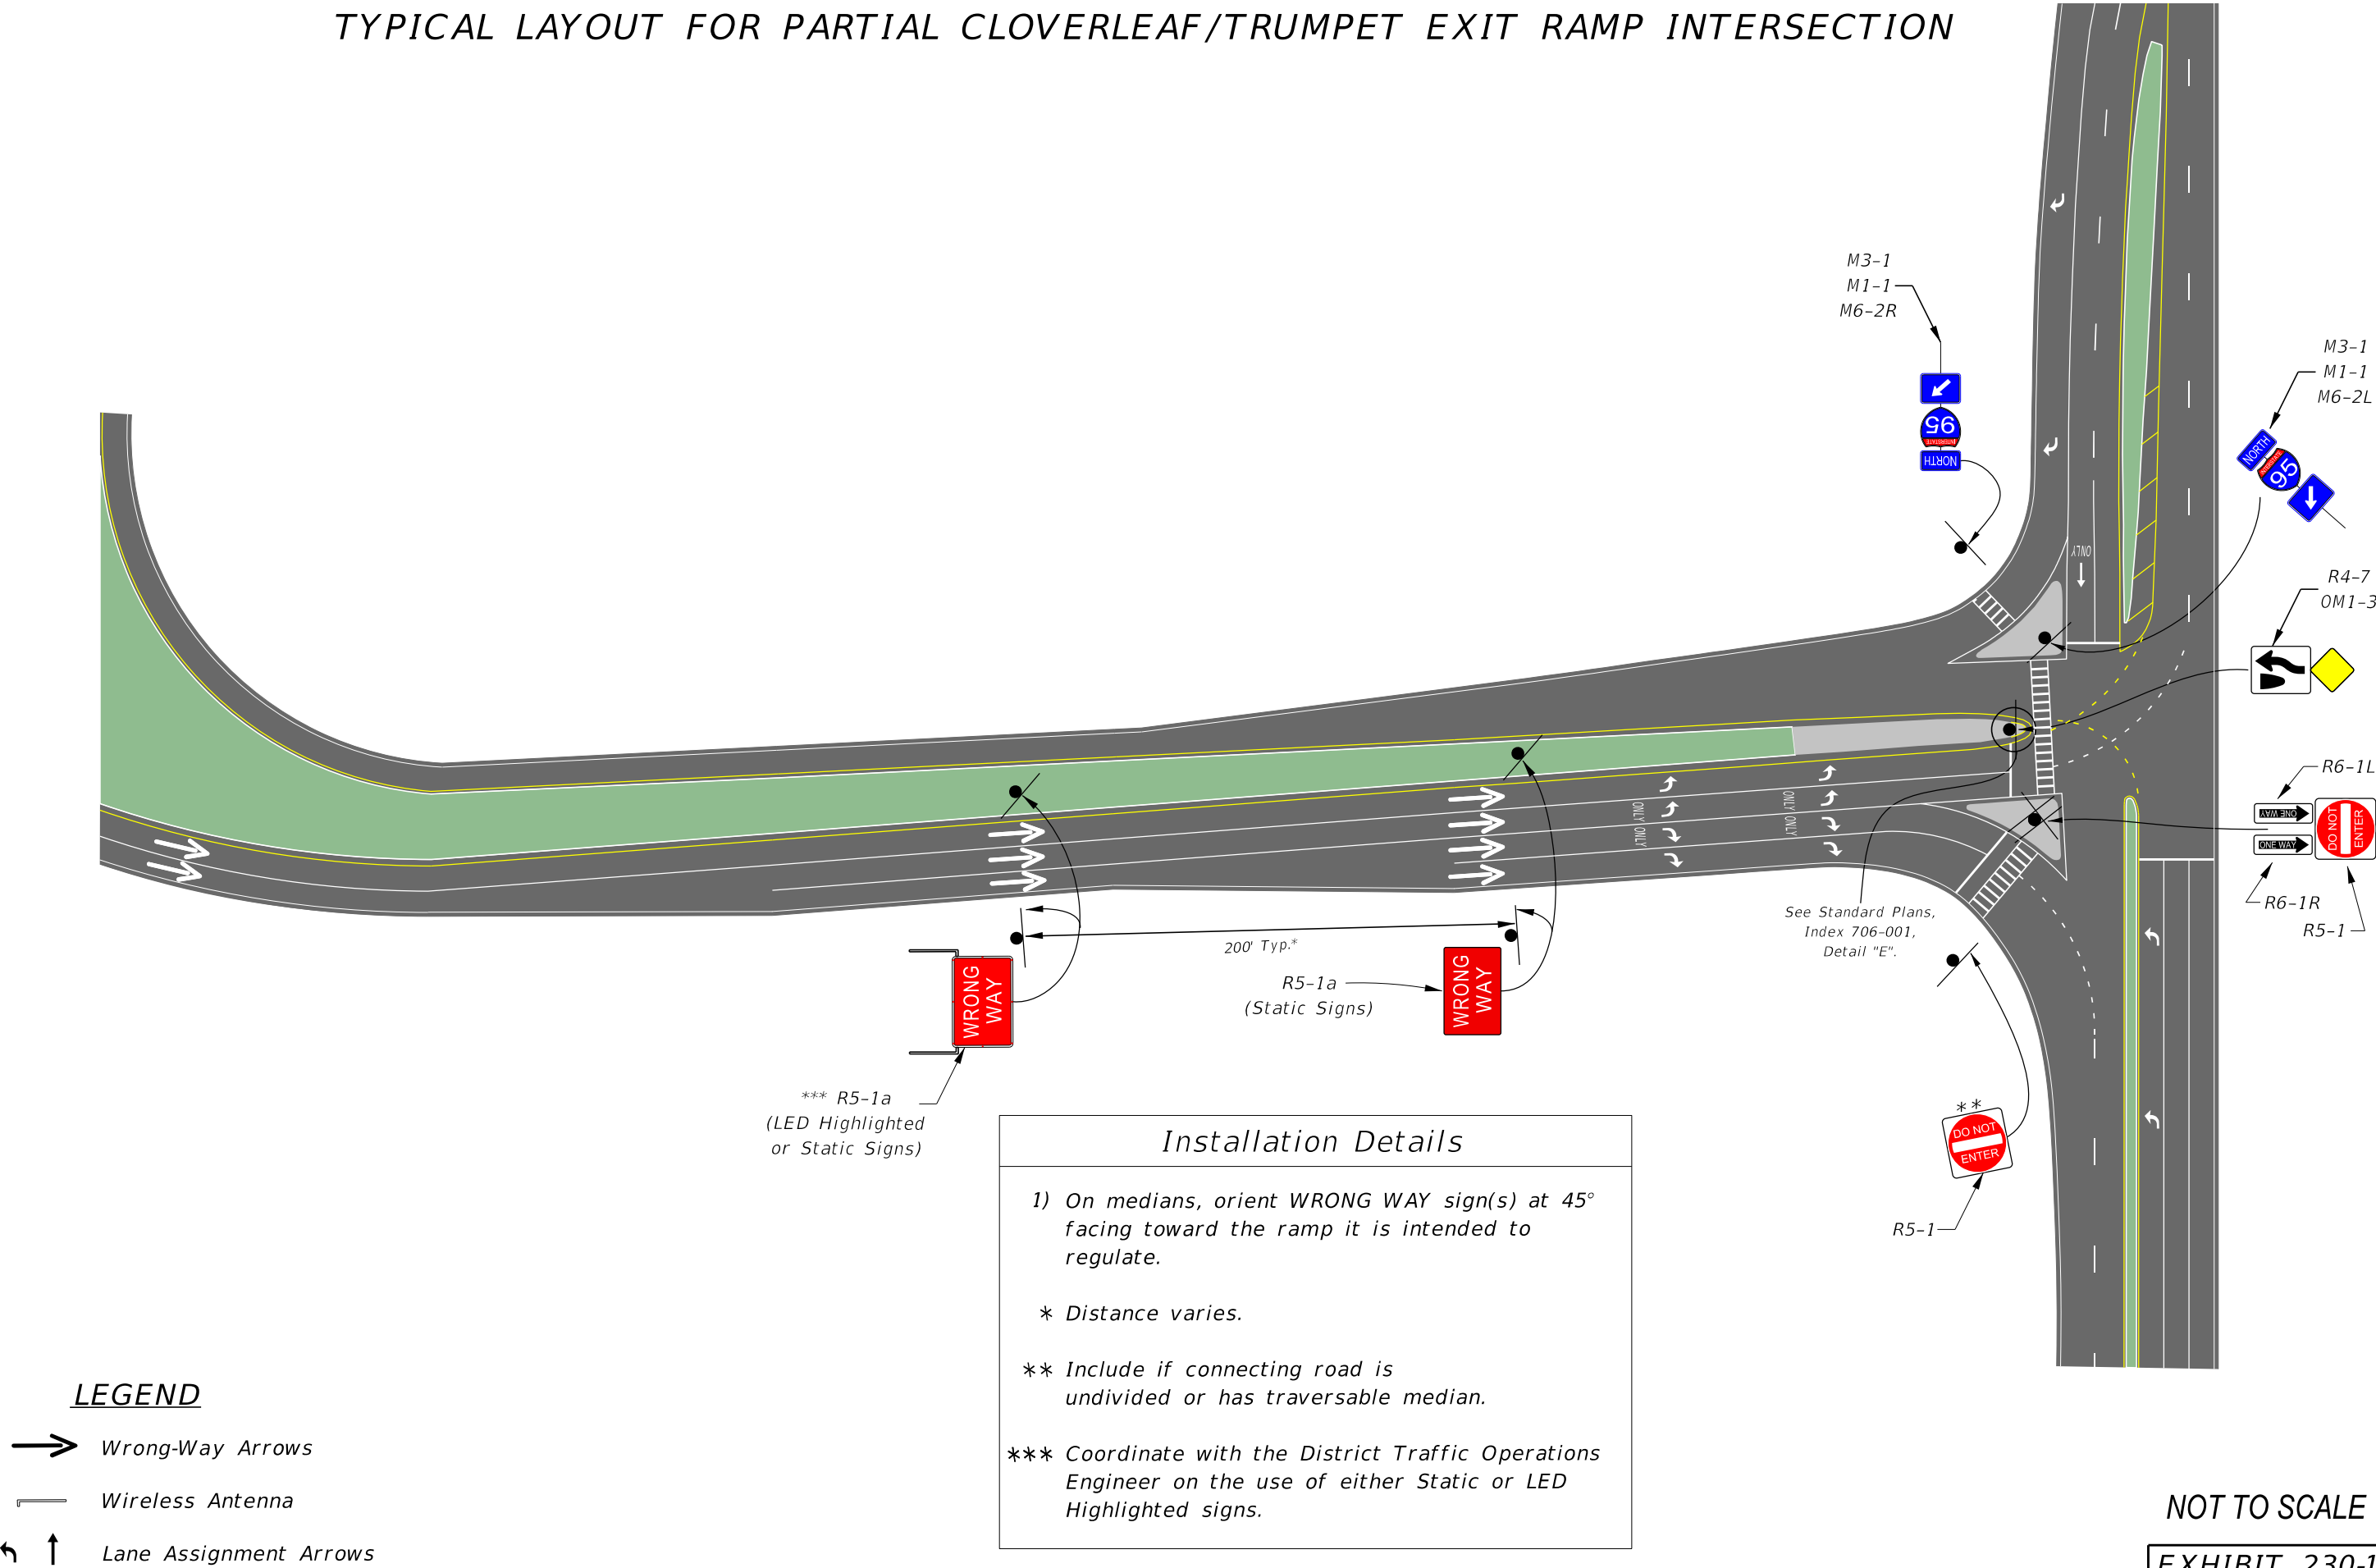 TYPICAL LAYOUT FOR PARTIAL CLOVERLEAF/TRUMPET EXIT RAMP INTERSECTION
M3-1
M1-1
M6-2R
95
INTERSTATE
NORTH
M3-1
M1-1
M6-2L
NORTH
INTERSTATE
95
ONLY
R4-7
OM1-3
R6-1L
ONE WAY
ONE WAY
DO NOT
ENTER
R6-1R
R5-1
ONLY
ONLY
ONLY
ONLY
See Standard Plans,
Index 706-001,
Detail "E".
200' Typ.*
R5-1a
(Static Signs)
WRONG
WAY
WRONG
WAY
*** R5-1a
(LED Highlighted
or Static Signs)
**
DO NOT
ENTER
R5-1
Installation Details
1) On medians, orient WRONG WAY sign(s) at 45°
facing toward the ramp it is intended to
regulate.
* Distance varies.
** Include if connecting road is
undivided or has traversable median.
*** Coordinate with the District Traffic Operations
Engineer on the use of either Static or LED
Highlighted signs.
LEGEND
Wrong-Way Arrows
Wireless Antenna
Lane Assignment Arrows
NOT TO SCALE
EXHIBIT 230-1